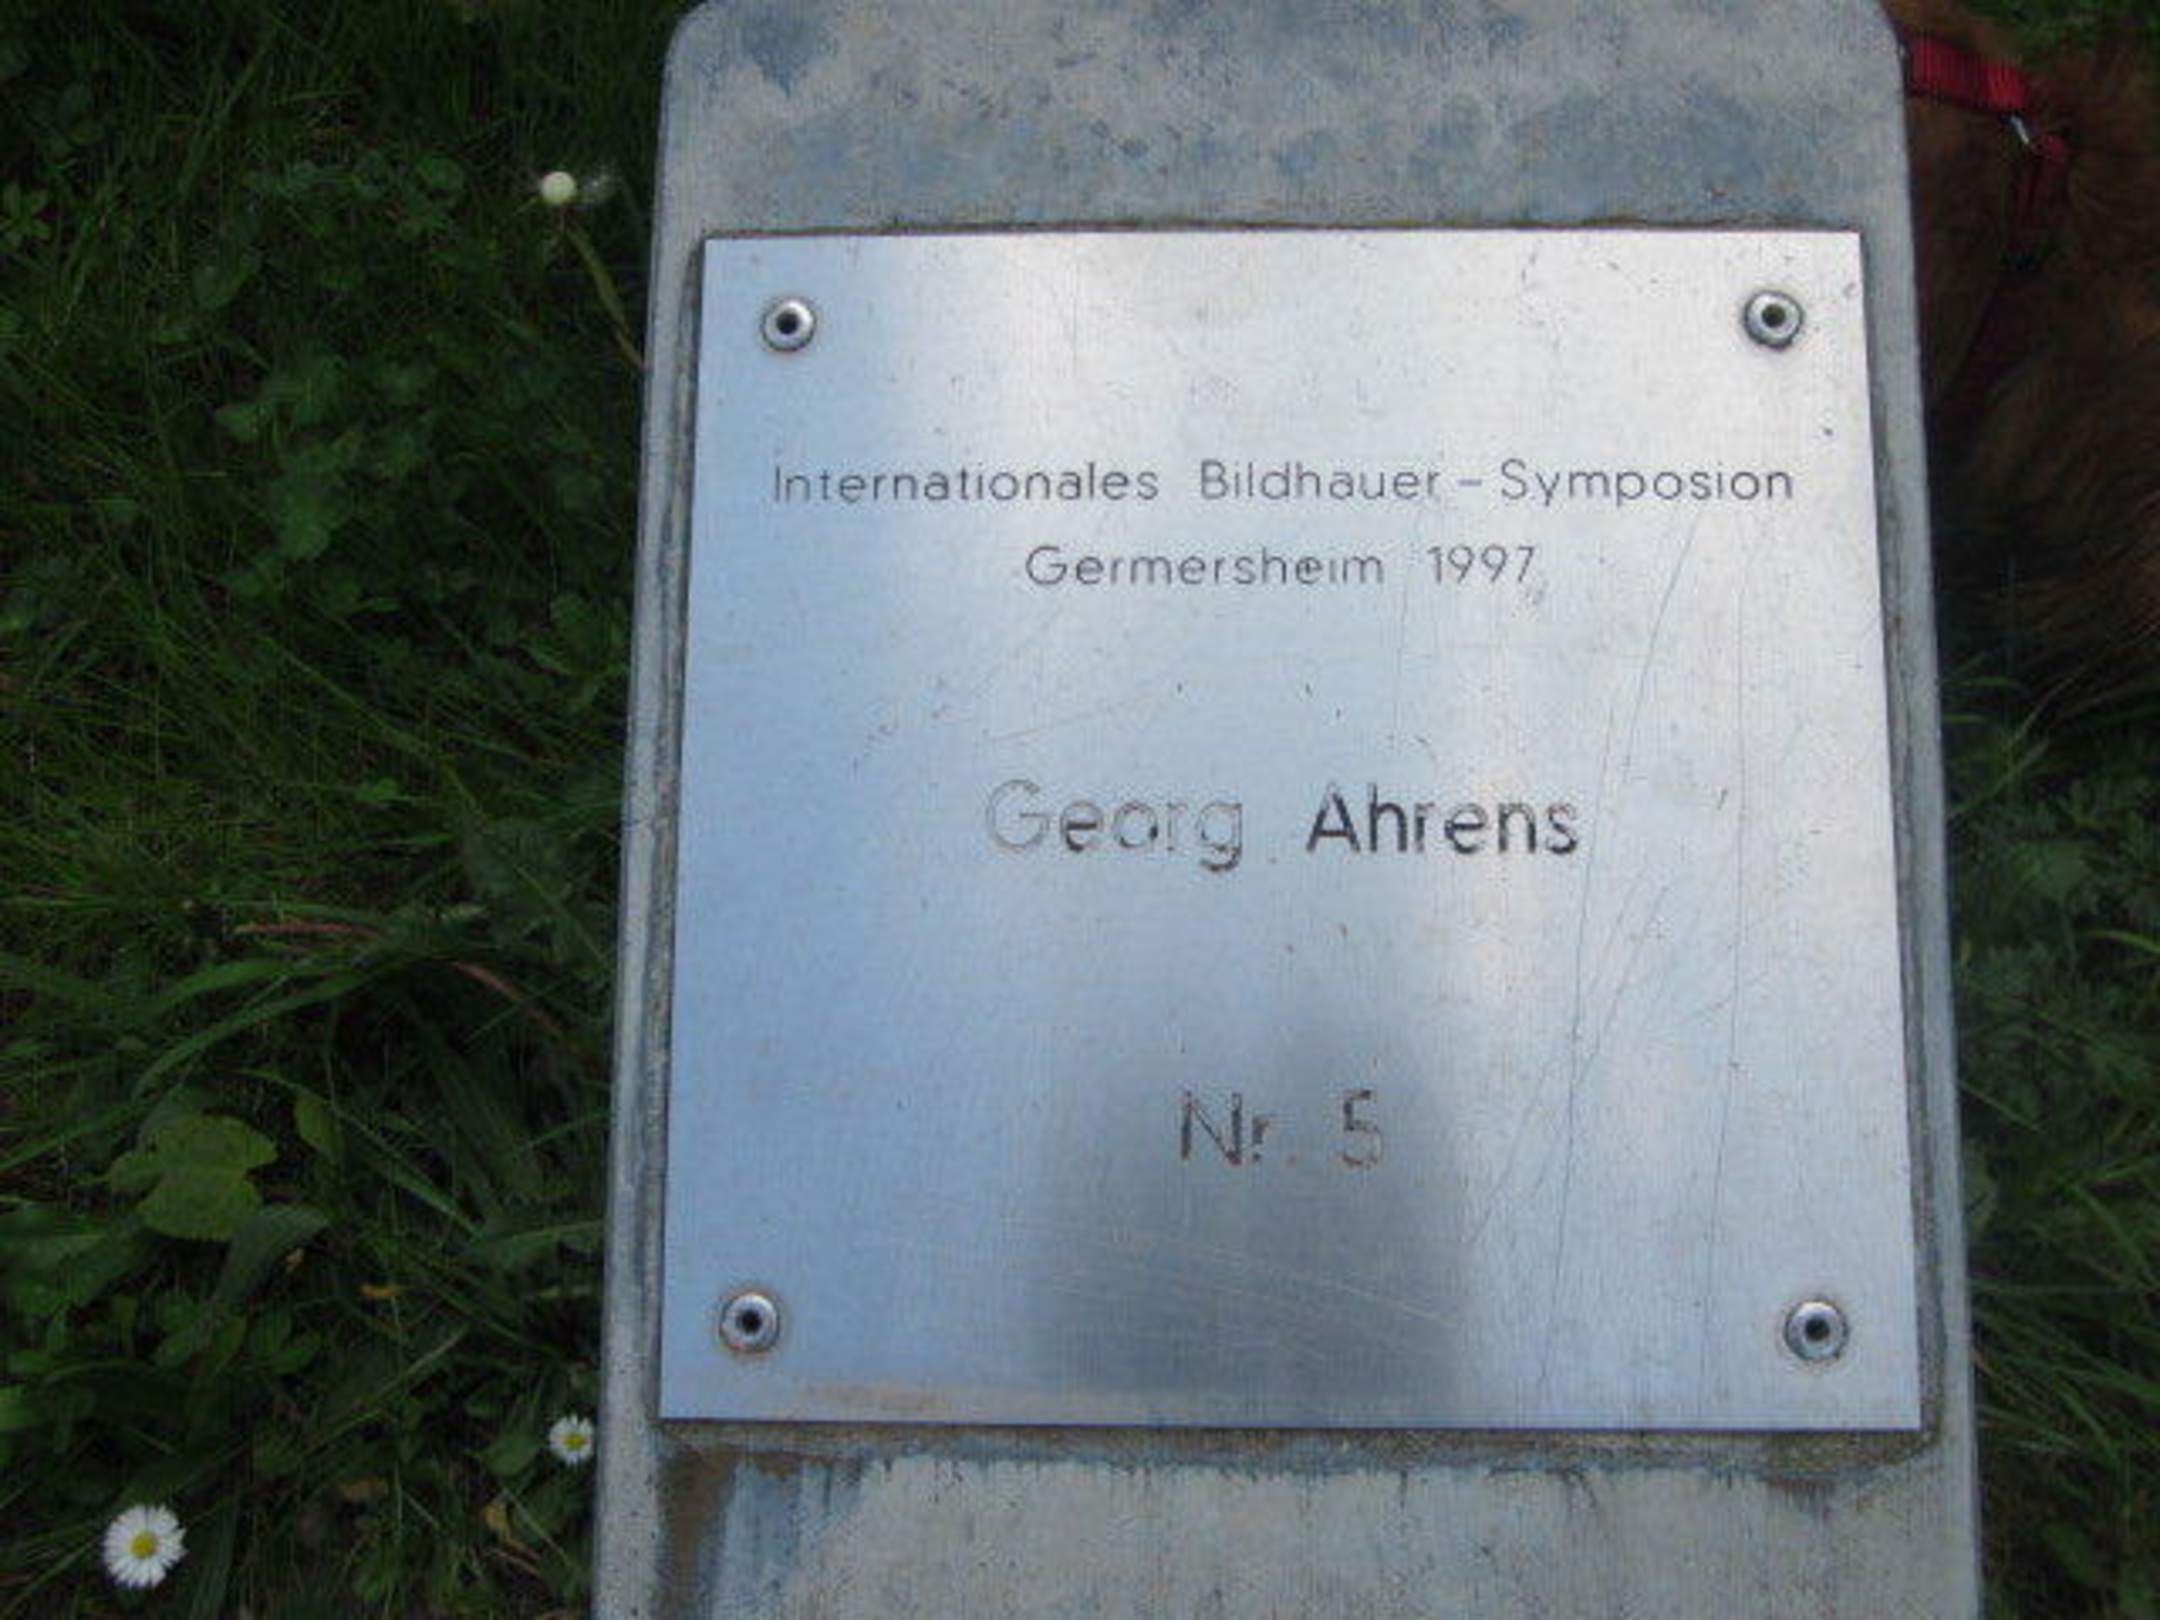 Internationales Bildhauer - Symposion
Germersheim 1997
Georg Ahrens
Nr. 5